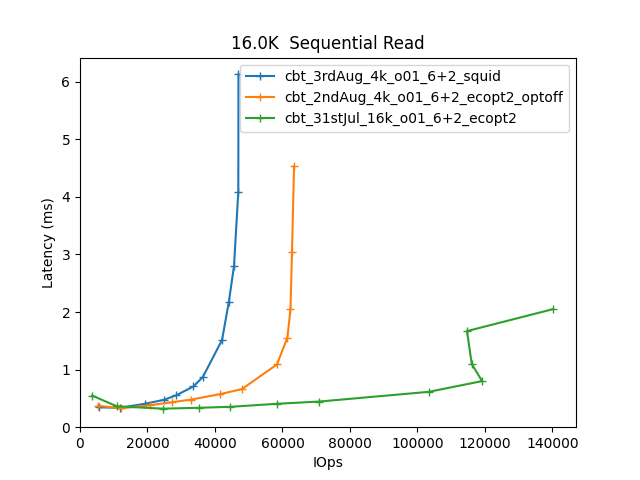 16.0K  Sequential Read
cbt_3rdAug_4k_o01_6+2_squid
cbt_2ndAug_4k_o01_6+2_ecopt2_optoff
cbt_31stJul_16k_o01_6+2_ecopt2
Latency (ms)
6
5
4
3
2
1
0
0 20000 40000 60000 80000 100000 120000 140000
IOps